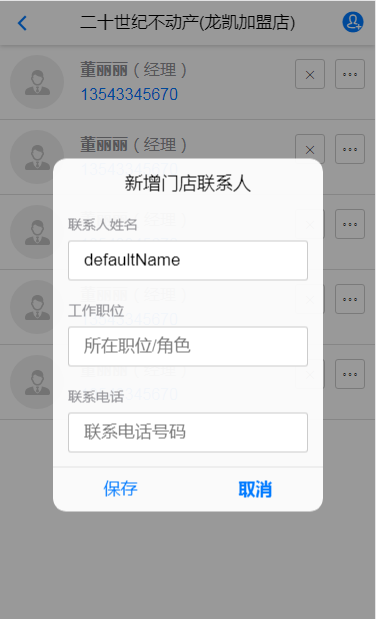 二十世纪不动产(龙凯加盟店)
董丽丽（经理）
13543345670
董丽丽（经理）
新增门店联系人
联系人姓名
defaultName
工作职位
所在职位/角色
联系电话
联系电话号码
保存
取消